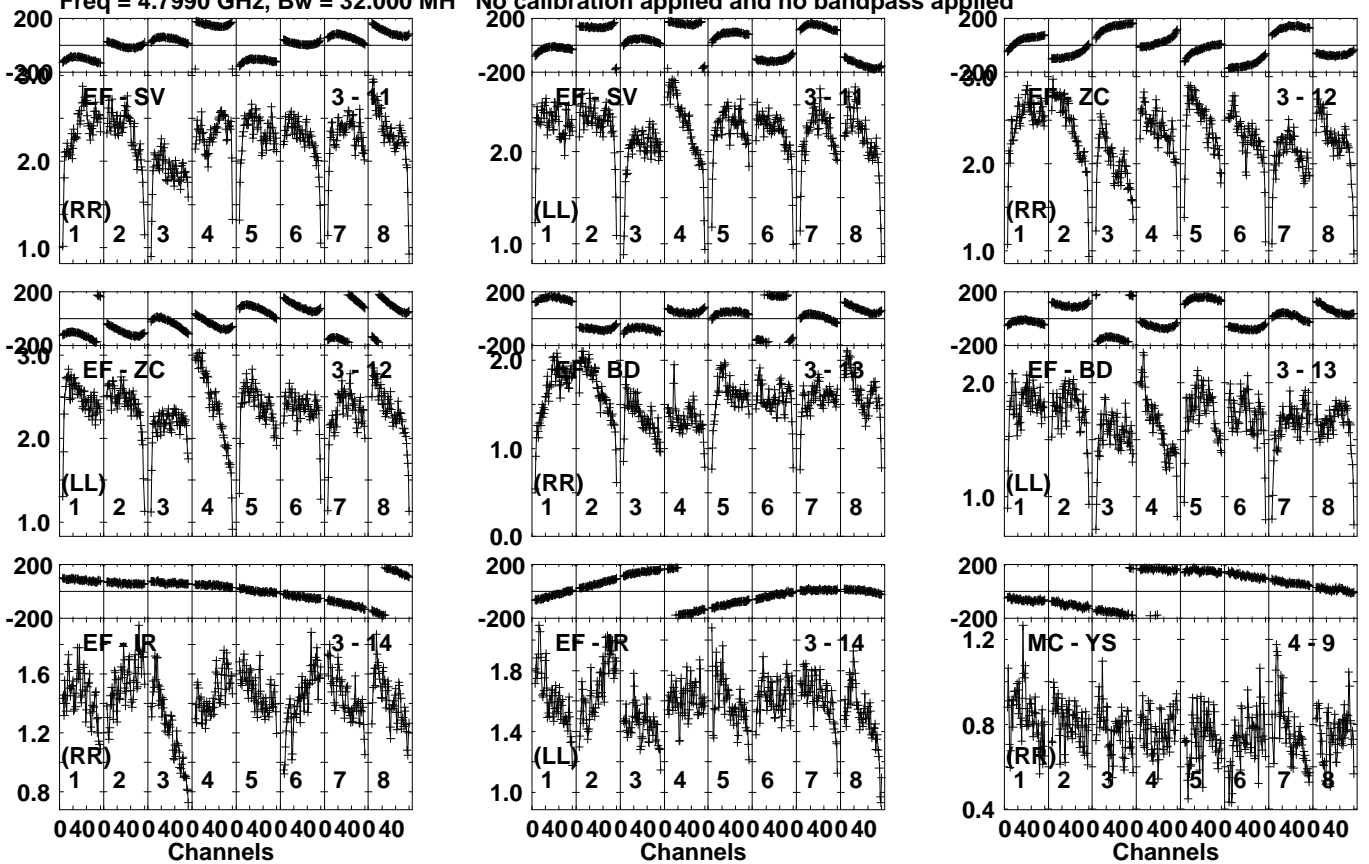 Freq = 4.7990 GHz, Bw = 32.000 MH No calibration applied and no bandpass applied
200 200 200
-200 -200 -200
3.0 3.0
EF - SV 3 - 11 EF - SV 3 - 11 EF - ZC 3 - 12
2.0 2.0 2.0
(RR) (LL) (RR)
1 2 3 4 5 6 7 8 1 2 3 4 5 6 7 8 1 2 3 4 5 6 7 8
1.0 1.0 1.0
200 200 200
-200 -200 -200
3.0 2.0
EF - ZC 3 - 12 EF - BD 3 - 13 EF - BD 3 - 13
2.0
2.0 1.0
(LL) (RR) (LL)
1 2 3 4 5 6 7 8 1 2 3 4 5 6 7 8 1 2 3 4 5 6 7 8
1.0 0.0 1.0
200 200 200
-200 -200 -200
EF - IR 3 - 14 EF - IR 3 - 14 MC - YS 4 - 9
1.6 1.8 1.2
1.2 1.4 0.8
(RR) (LL) (RR)
1 2 3 4 5 6 7 8 1 2 3 4 5 6 7 8 1 2 3 4 5 6 7 8
0.8 1.0 0.4
0 40 0 40 0 40 0 40 0 40 0 40 0 40 0 40 0 40 0 40 0 40 0 40 0 40 0 40 0 40 0 40 0 40 0 40 0 40 0 40 0 40 0 40 0 40 0 40
Channels Channels Channels